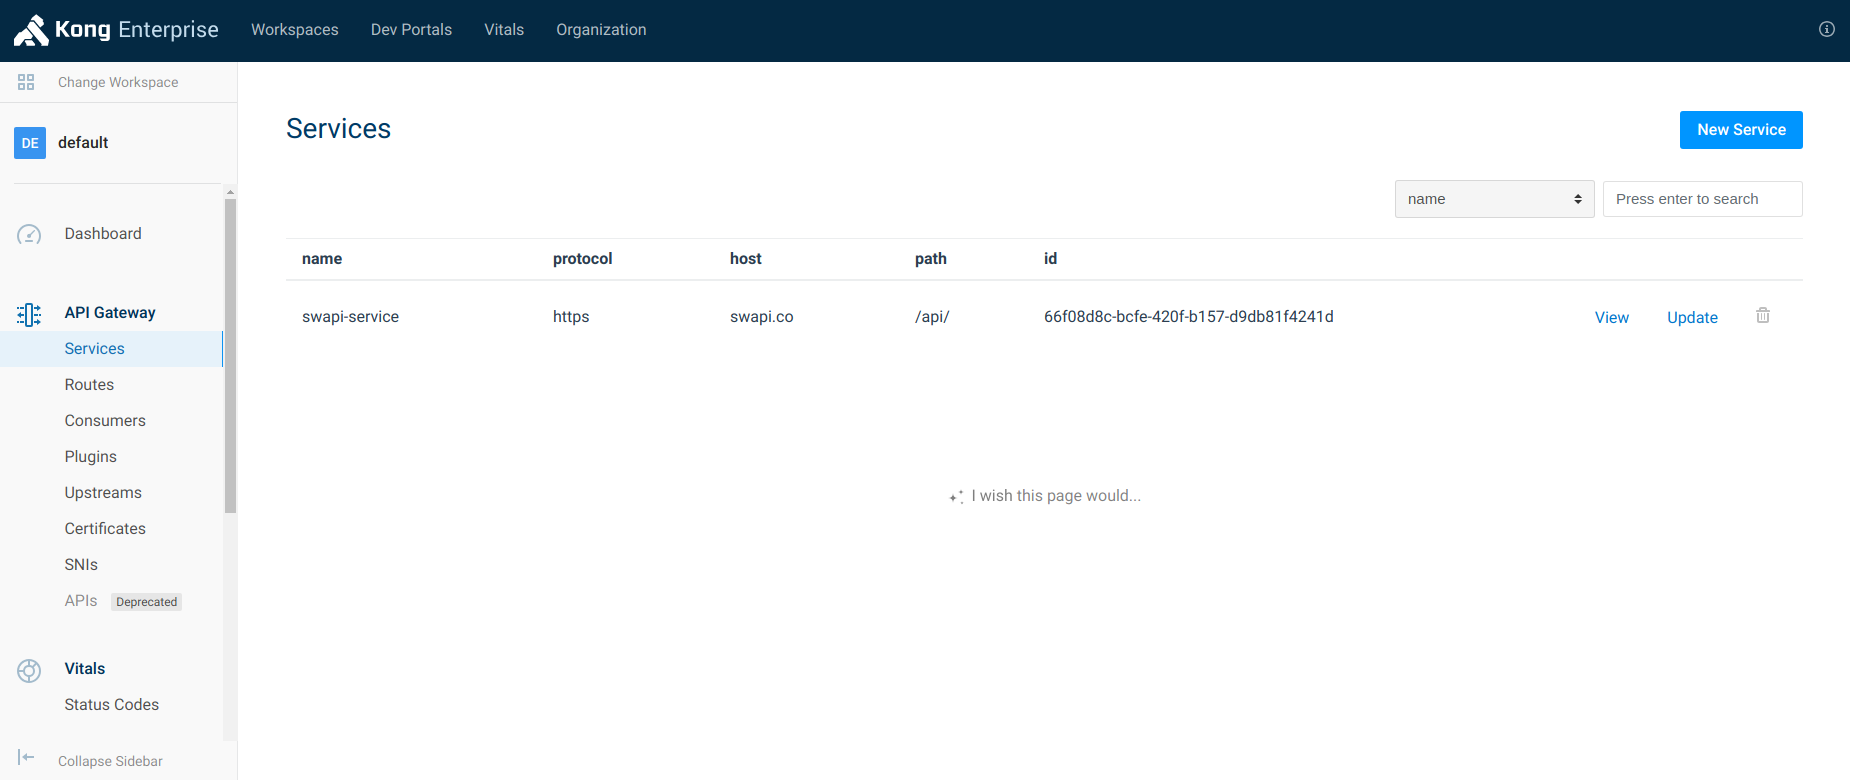 Kong Enterprise Workspaces Dev Portals Vitals Organization
Change Workspace
DE default
Dashboard
API Gateway
Services
Routes
Consumers
Plugins
Upstreams
Certificates
SNIs
APIs Deprecated
Vitals
Status Codes
Collapse Sidebar
Services
New Service
name Press enter to search
name protocol host path id
swapi-service https swapi.co /api/ 66f08d8c-bcfe-420f-b157-d9db81f4241d View Update
I wish this page would...